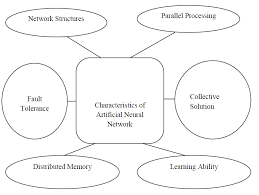 Network Structures
Parallel Processing
Fault
Tolerance
Characteristics of
Artificial Neural
Network
Collective
Solution
Distributed Memory
Learning Ability